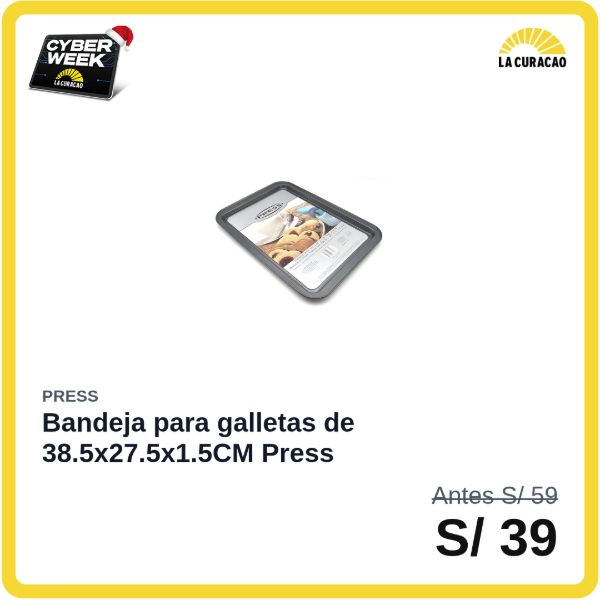 CYBER
WEEK
LA CURACAO
LA CURACAO
PRESS
PRESS
Bandeja para galletas de
38.5x27.5x1.5CM Press
Antes S/ 59
S/ 39